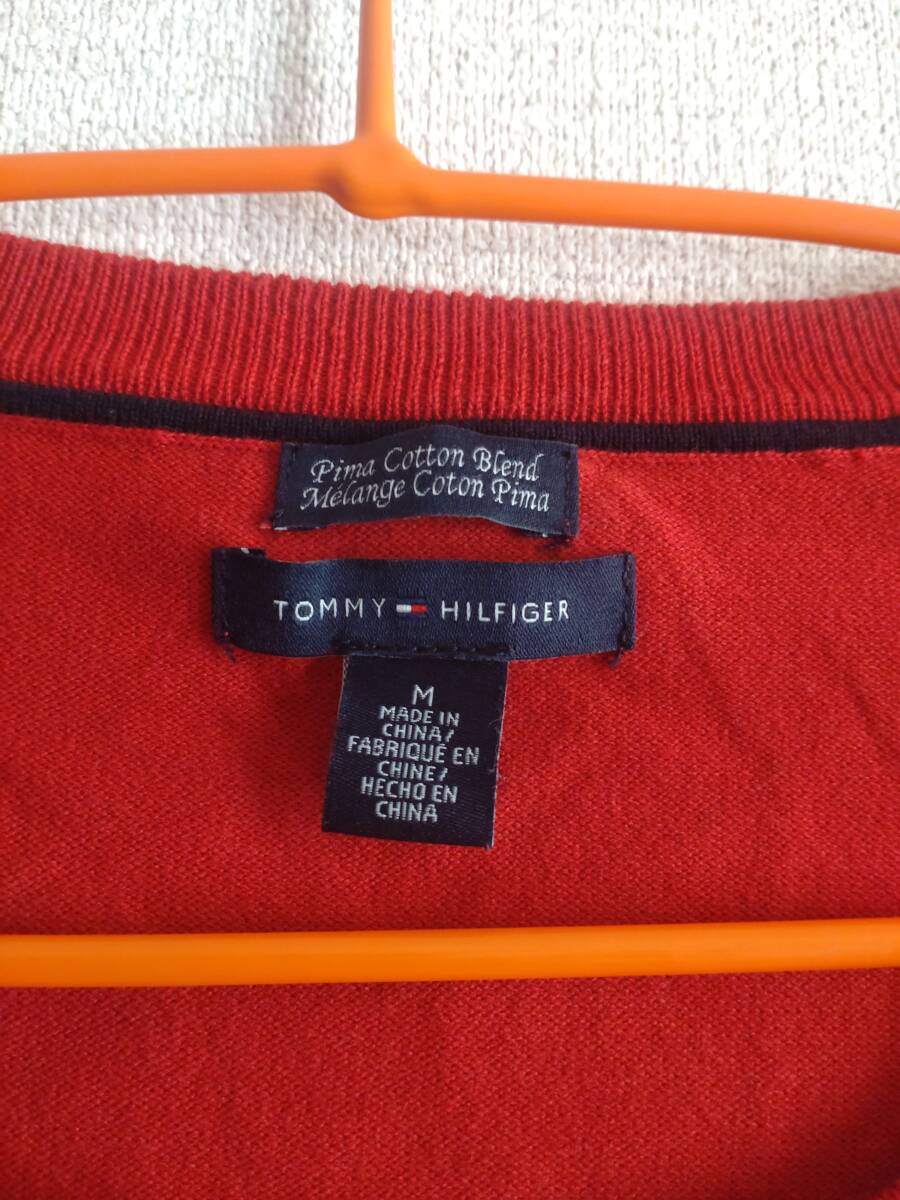 Pima Cotton Blend
Mélange Coton Pima
TOMMY HILFIGER
M
MADE IN
CHINA/
FABRIQUÉ EN
CHINE/
HECHO EN
CHINA